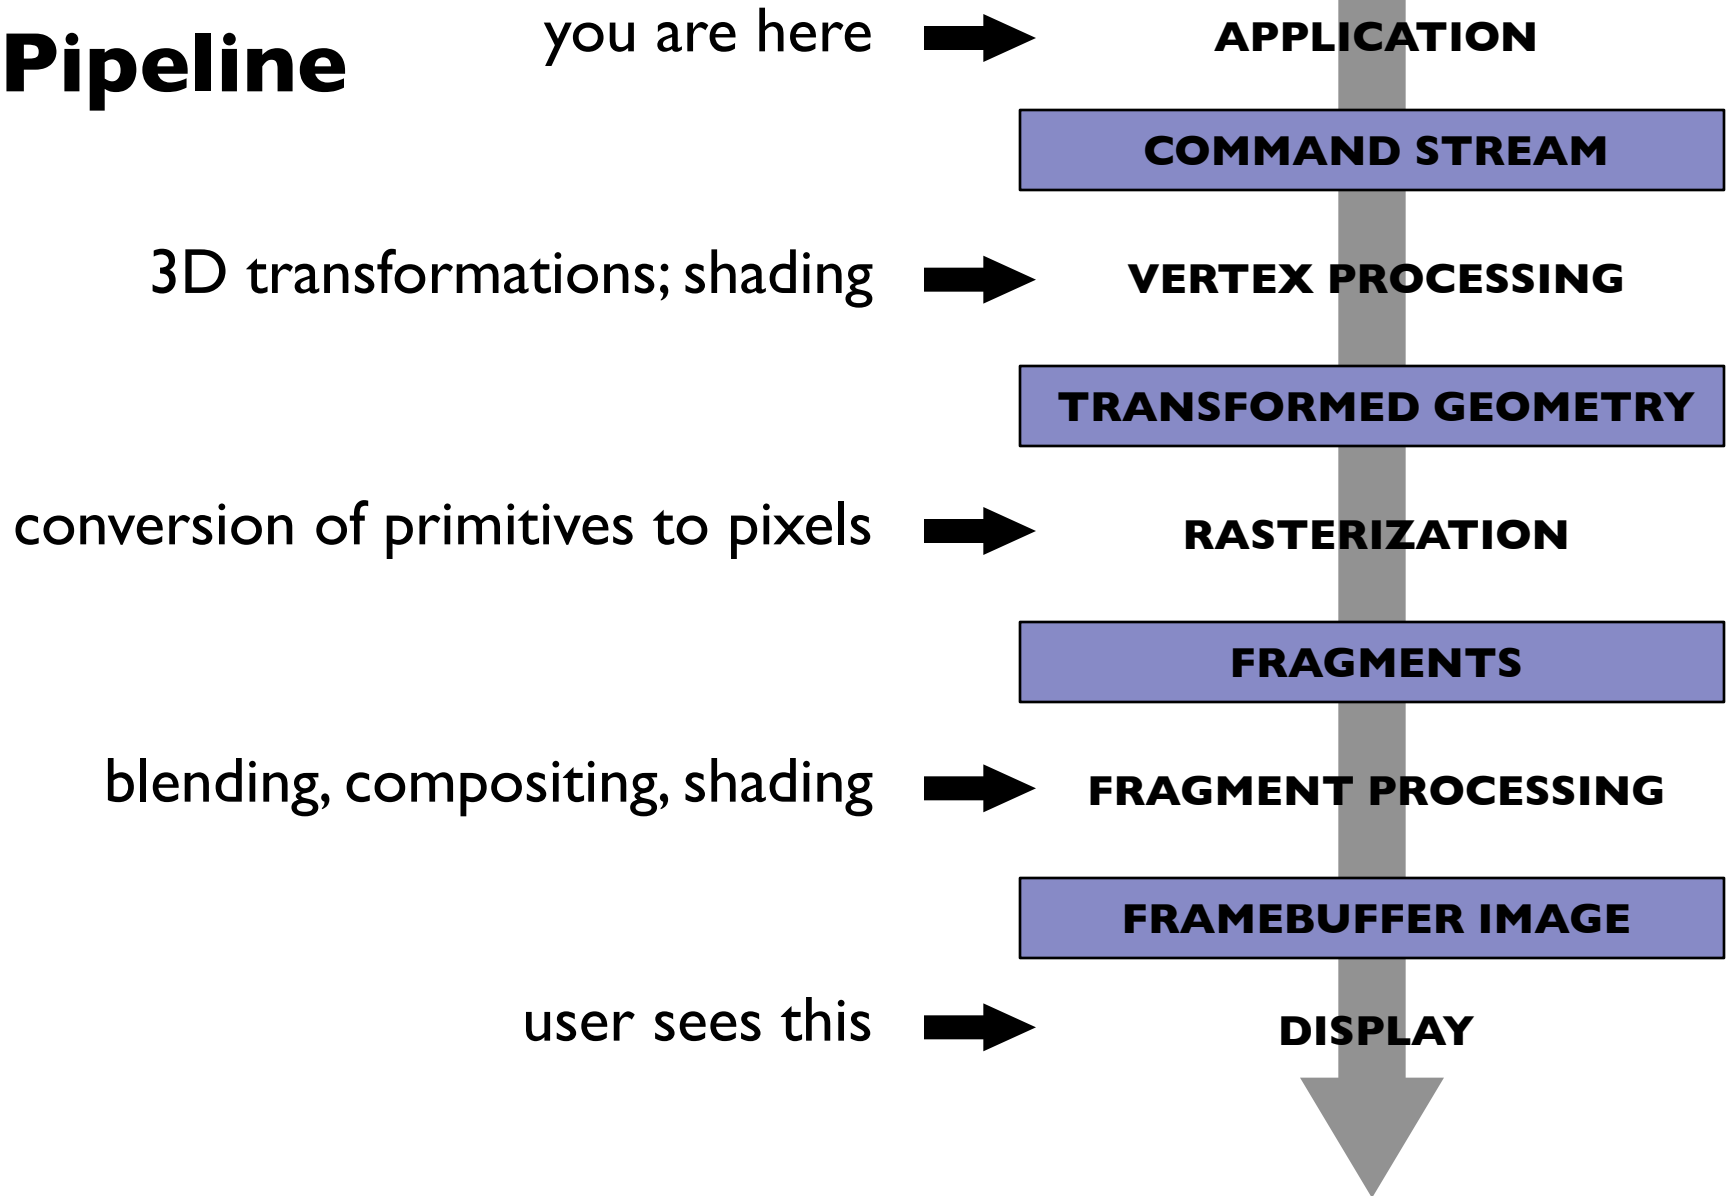 Pipeline
you are here
APPLICATION
COMMAND STREAM
3D transformations; shading
VERTEX PROCESSING
TRANSFORMED GEOMETRY
conversion of primitives to pixels
RASTERIZATION
FRAGMENTS
blending, compositing, shading
FRAGMENT PROCESSING
FRAMEBUFFER IMAGE
user sees this
DISPLAY